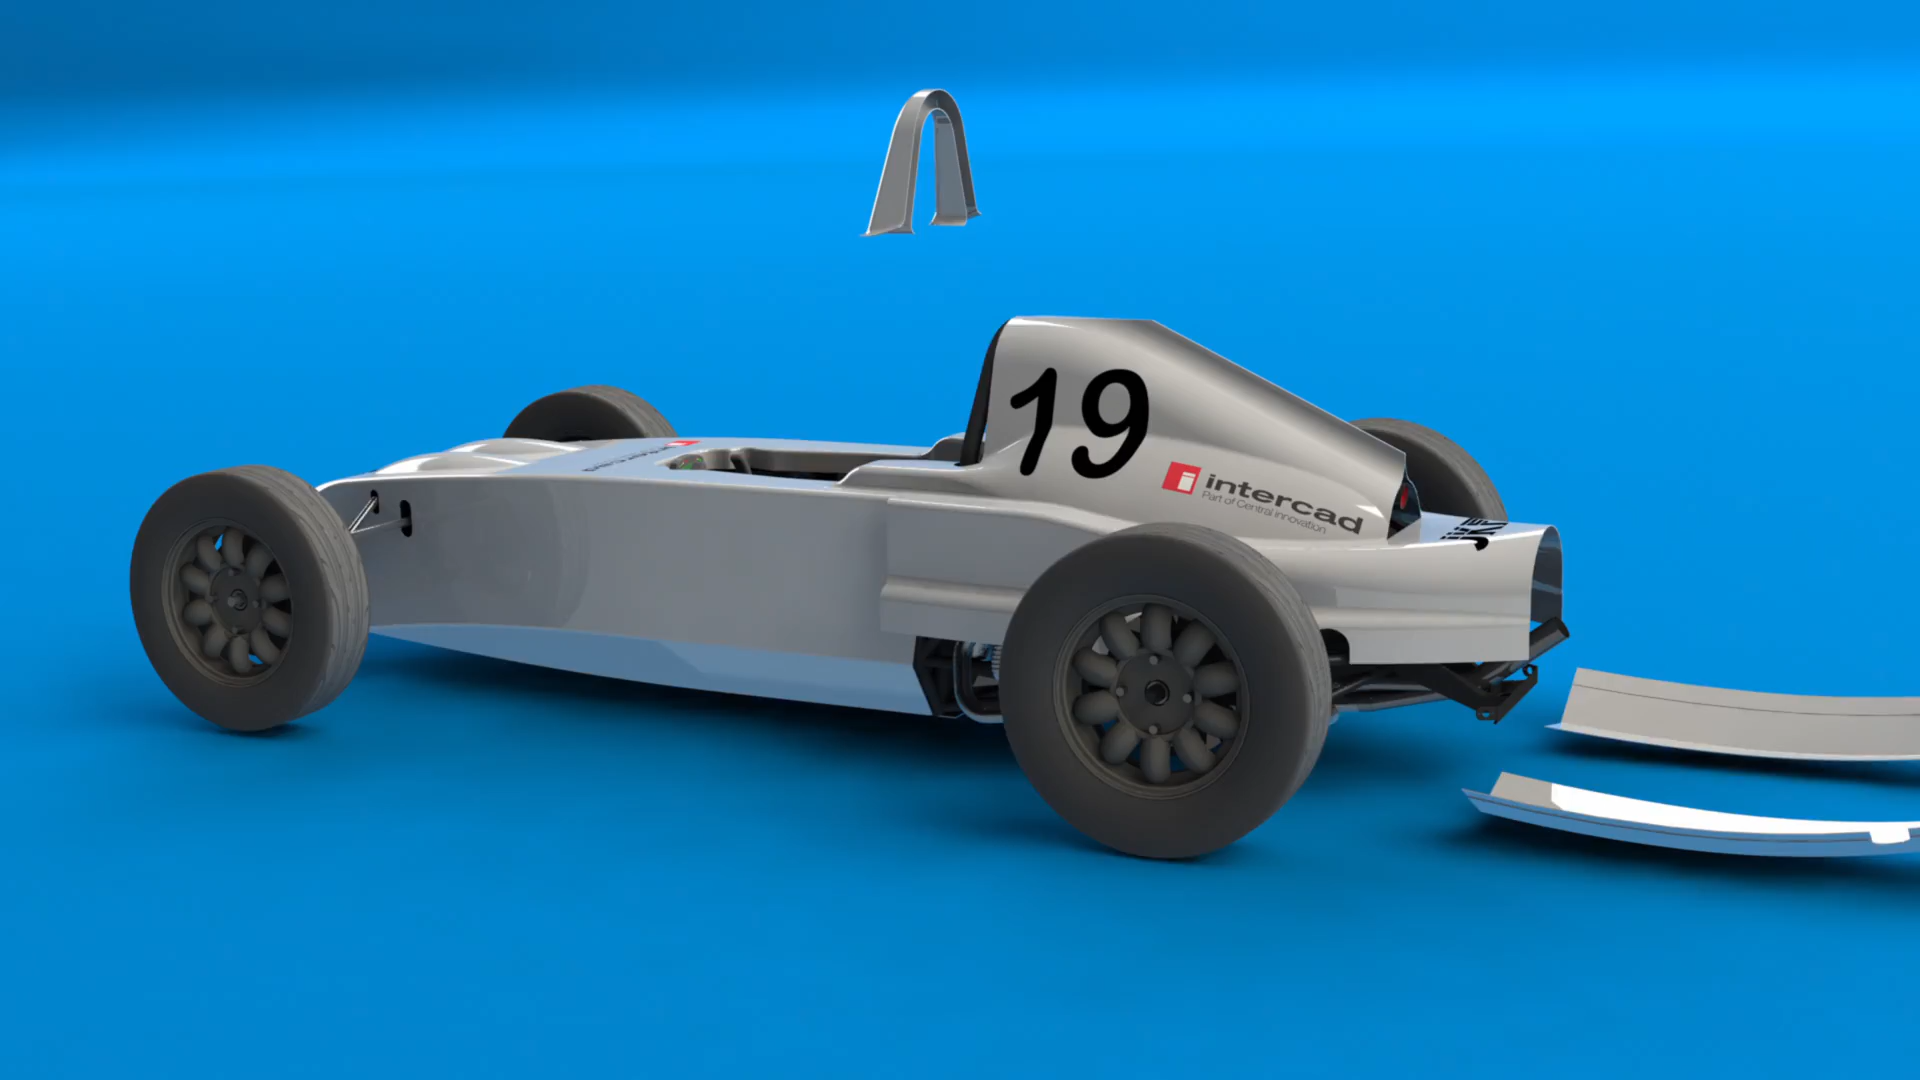 19
intercad
Part of Central Innovation